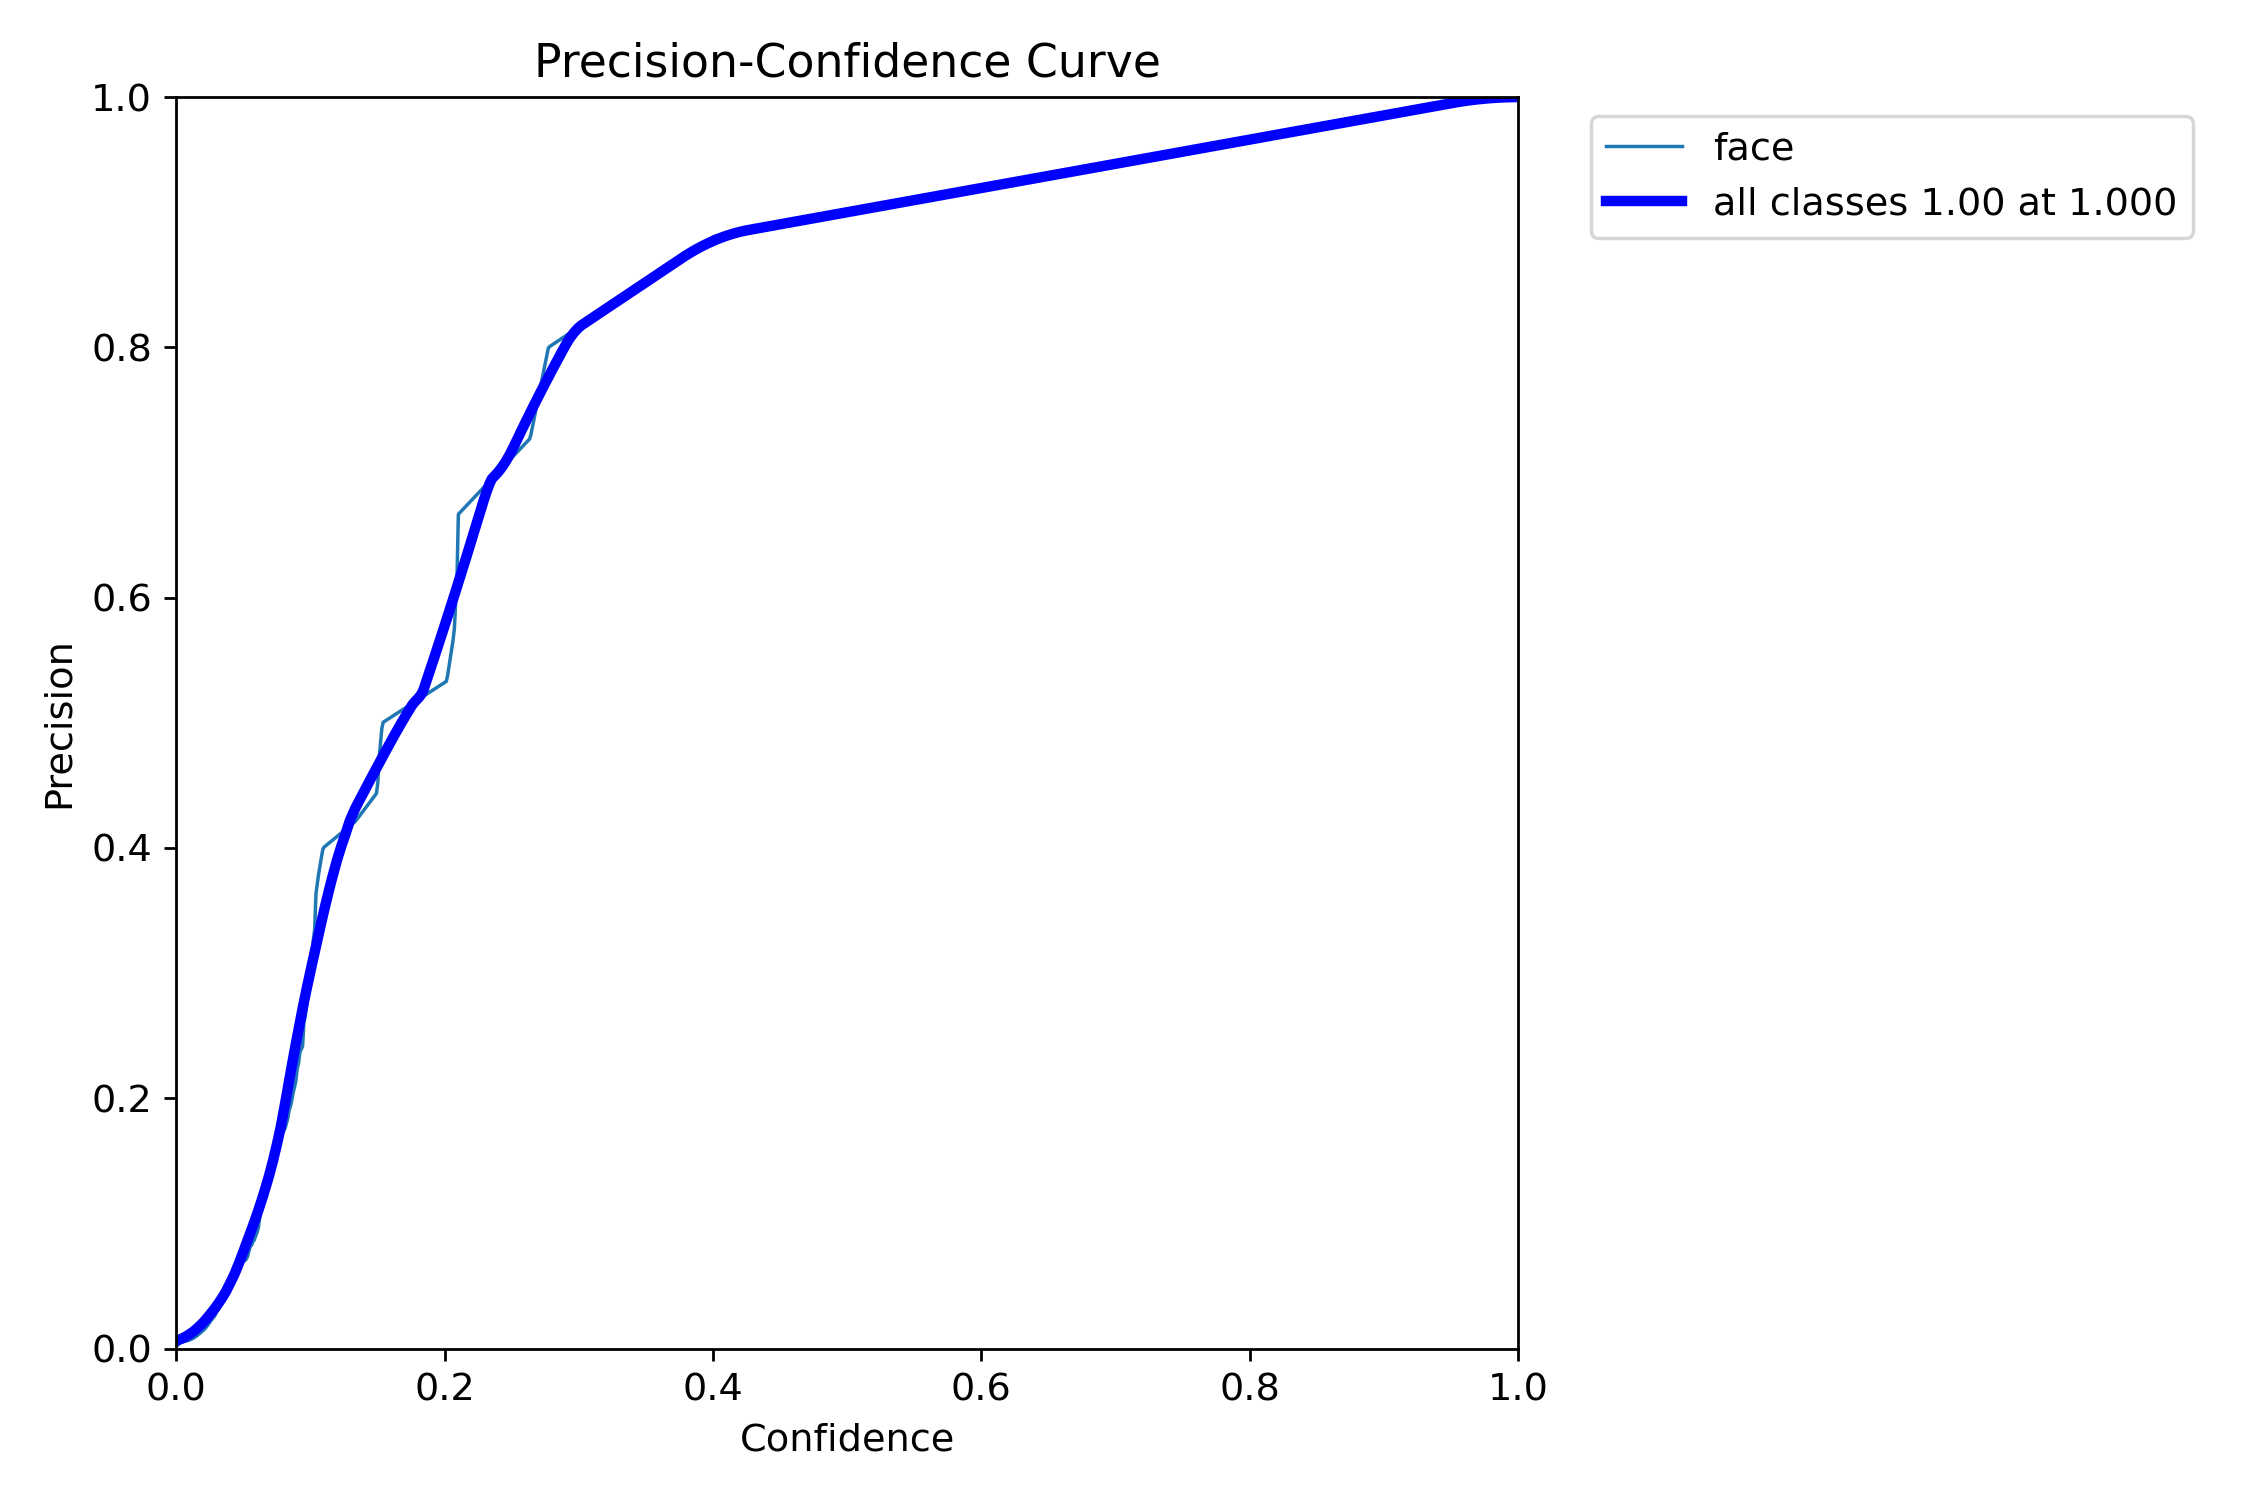 Precision-Confidence Curve
1.0
0.8
0.6
0.4
0.2
0.0
Precision
0.0 0.2 0.4 0.6 0.8 1.0
Confidence
face
all classes 1.00 at 1.000